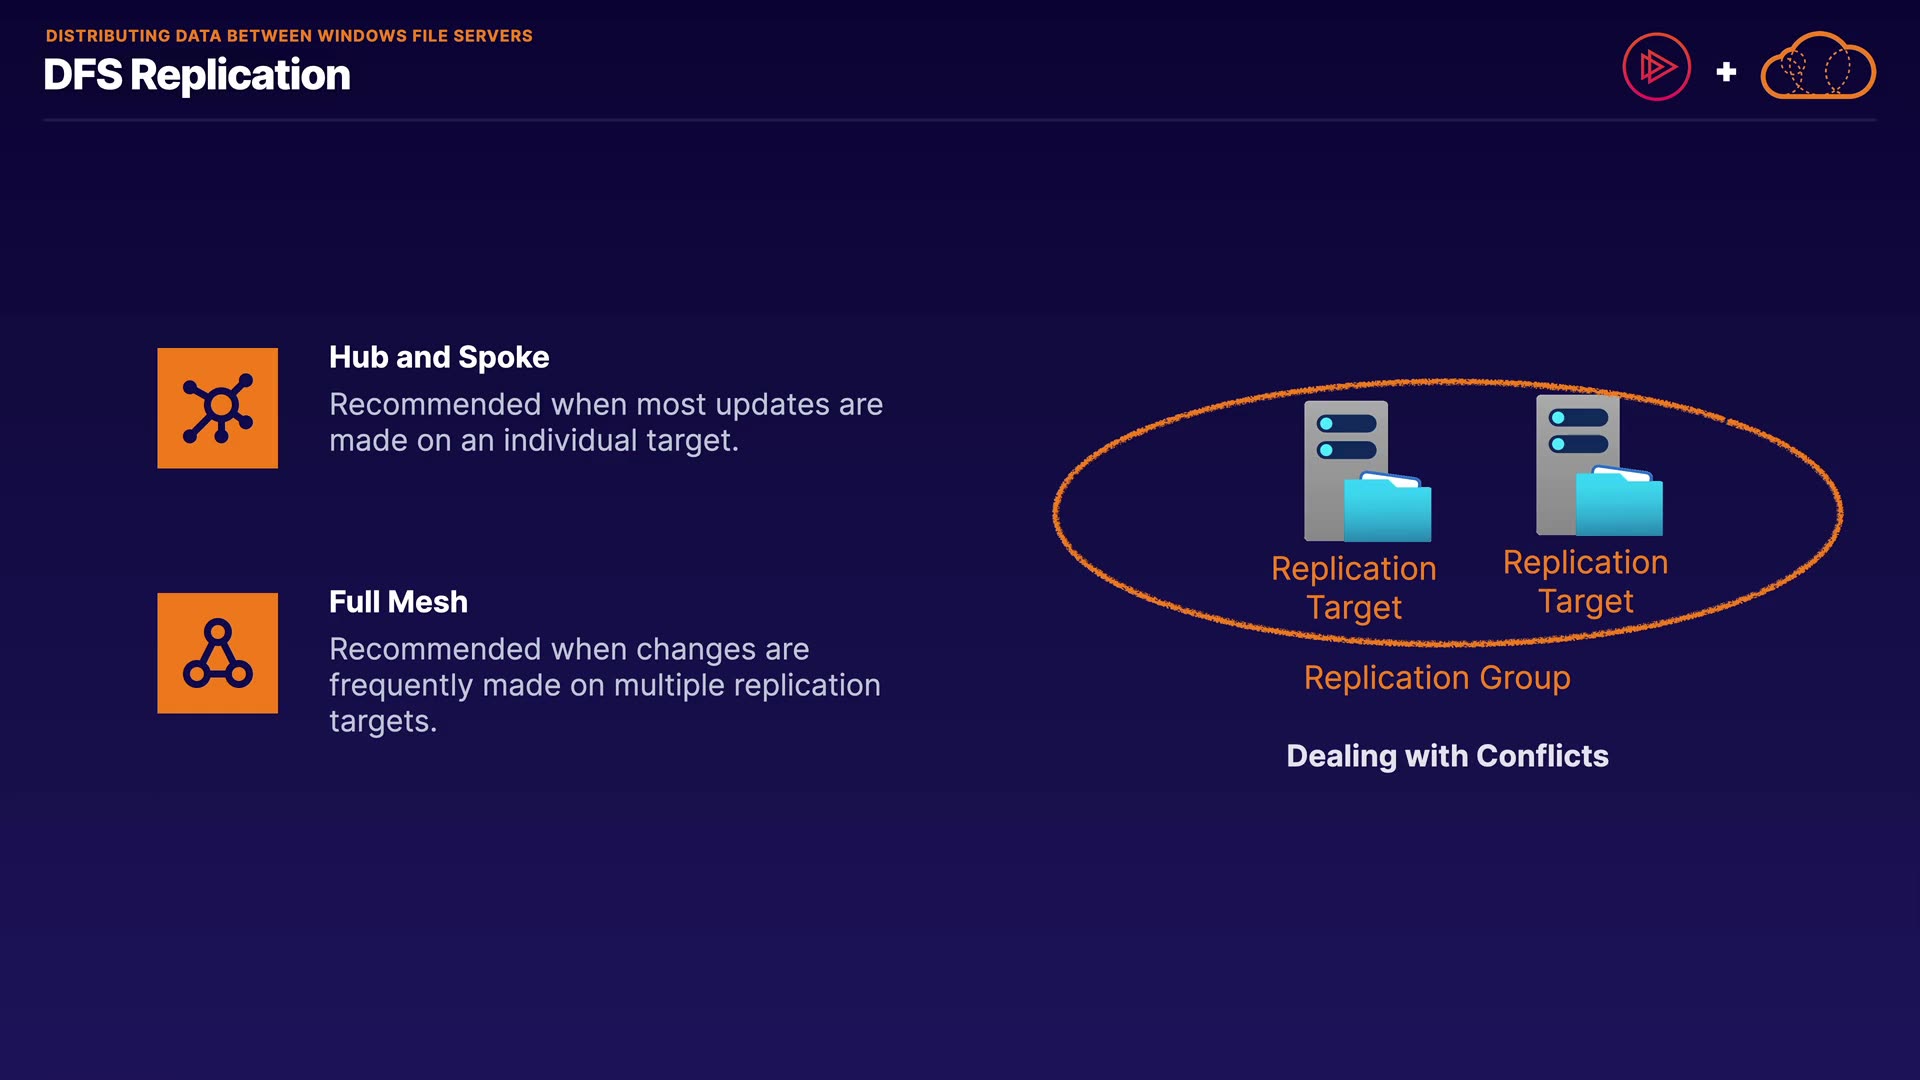 DISTRIBUTING DATA BETWEEN WINDOWS FILE SERVERS
DFS Replication
Hub and Spoke
Recommended when most updates are
made on an individual target.
Full Mesh
Recommended when changes are
frequently made on multiple replication
targets.
Replication
Target
Replication
Target
Replication Group
Dealing with Conflicts